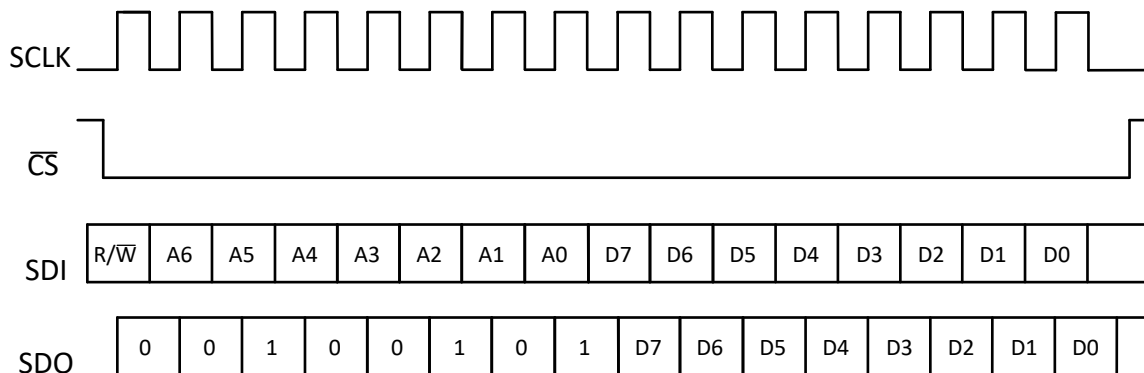 SCLK
C̅S̅
SDI R/W̅ A6 A5 A4 A3 A2 A1 A0 D7 D6 D5 D4 D3 D2 D1 D0
SDO 0 0 1 0 0 1 0 1 D7 D6 D5 D4 D3 D2 D1 D0